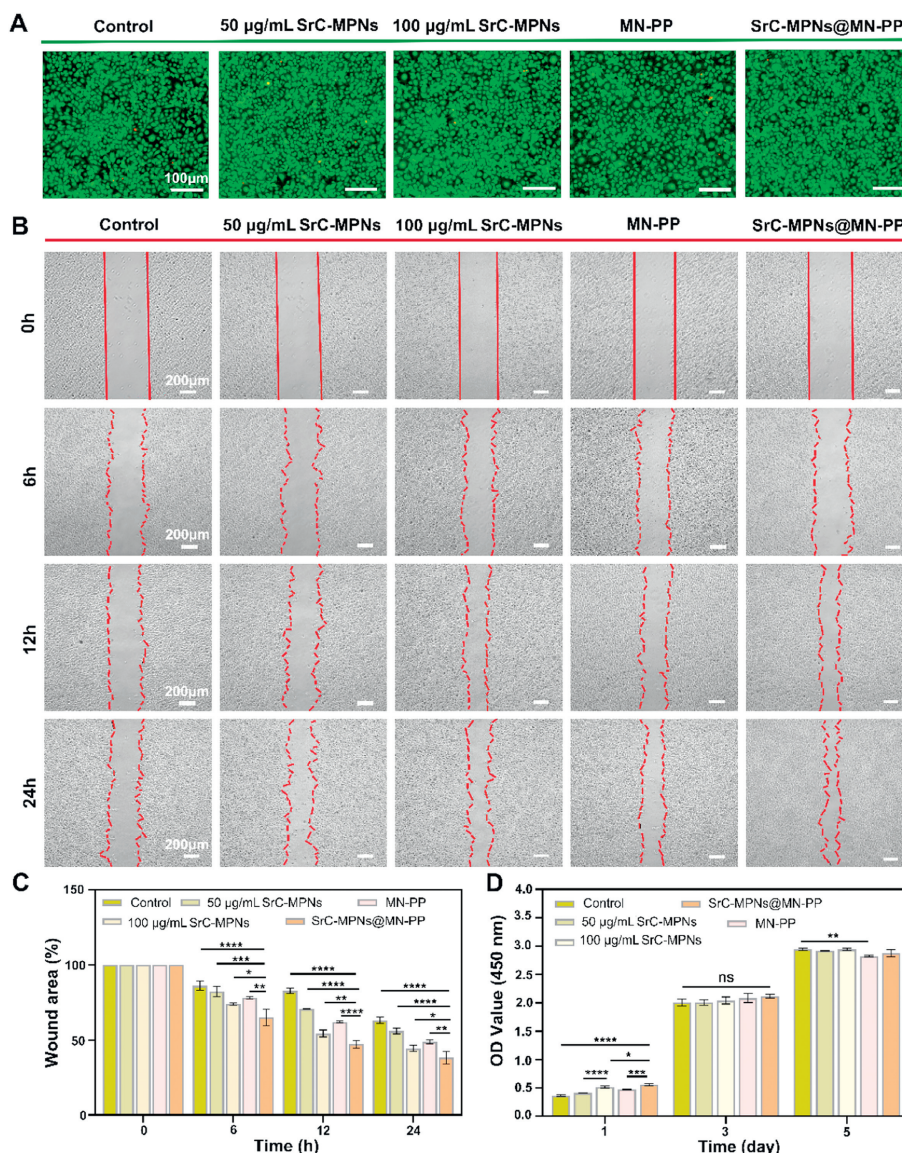 A
Control 50 µg/mL SrC-MPNs 100 µg/mL SrC-MPNs MN-PP SrC-MPNs@MN-PP
100µm
B
Control 50 µg/mL SrC-MPNs 100 µg/mL SrC-MPNs MN-PP SrC-MPNs@MN-PP
0h
200µm
6h
200µm
12h
200µm
24h
200µm
C
150
100
50
0
Wound area (%)
Control 50 µg/mL SrC-MPNs MN-PP
100 µg/mL SrC-MPNs SrC-MPNs@MN-PP
****
***
*
**
****
****
**
****
****
****
*
**
0 6 12 24
Time (h)
D
4.0
3.5
3.0
2.5
2.0
1.5
1.0
0.5
0.0
OD Value (450 nm)
Control SrC-MPNs@MN-PP
50 µg/mL SrC-MPNs MN-PP
100 µg/mL SrC-MPNs
****
*
****
***
ns
**
1 3 5
Time (day)